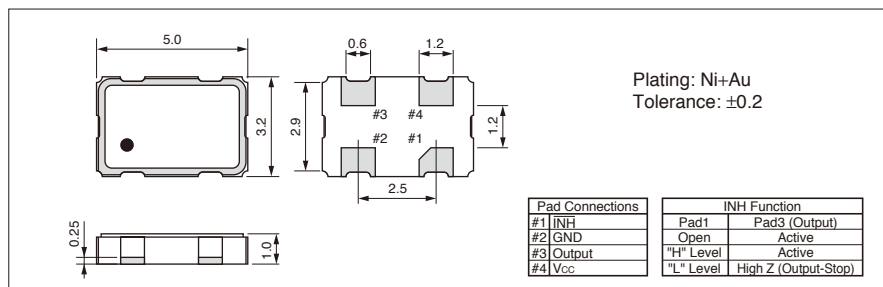 5.0
3.2
0.25
1.0
0.6
1.2
2.9
#3 #4
#2 #1
1.2
2.5
Plating: Ni+Au
Tolerance: ±0.2
Pad Connections
#1 INH
#2 GND
#3 Output
#4 Vcc
INH Function
Pad1 Pad3 (Output)
Open Active
"H" Level Active
"L" Level High Z (Output-Stop)